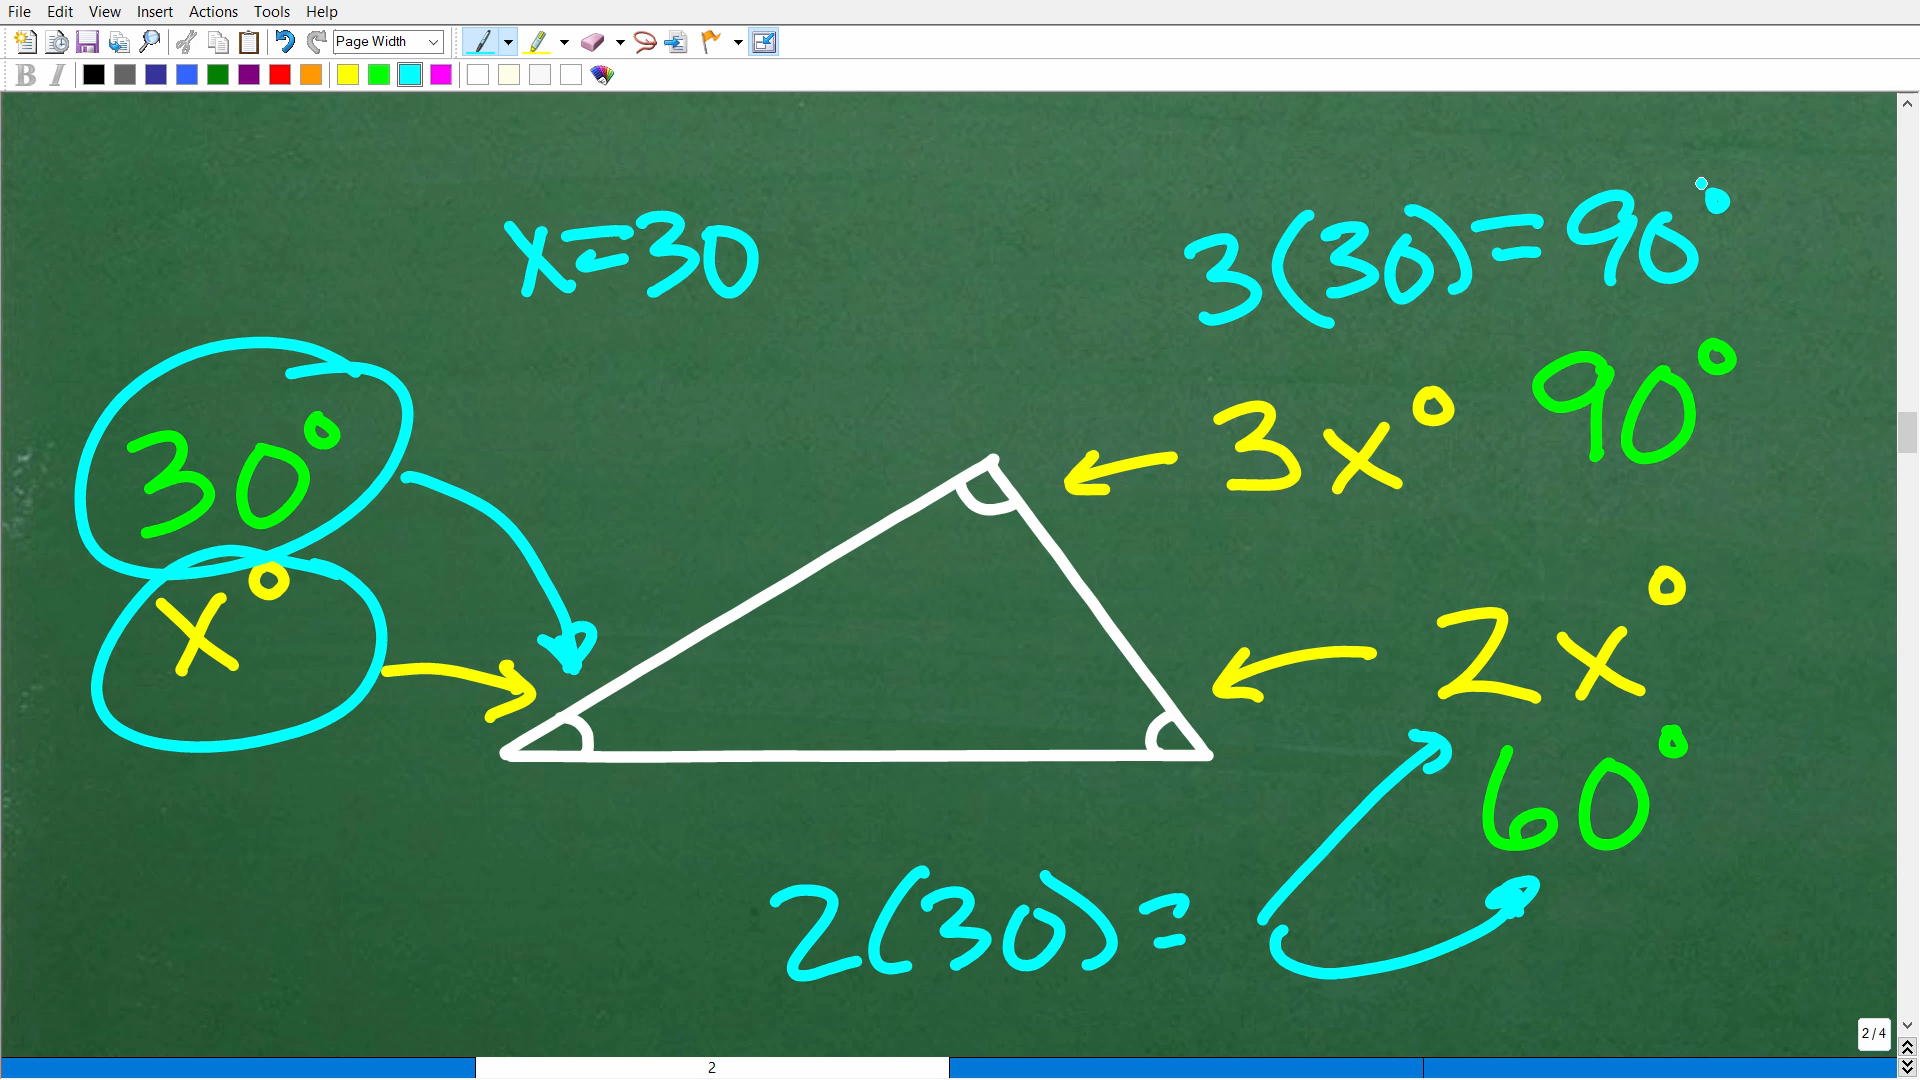 File Edit View Insert Actions Tools Help
Page Width
B I
x=30
3(30)=90°
90°
3x°
30°
x°
2x°
60°
2(30)=
2/4
2